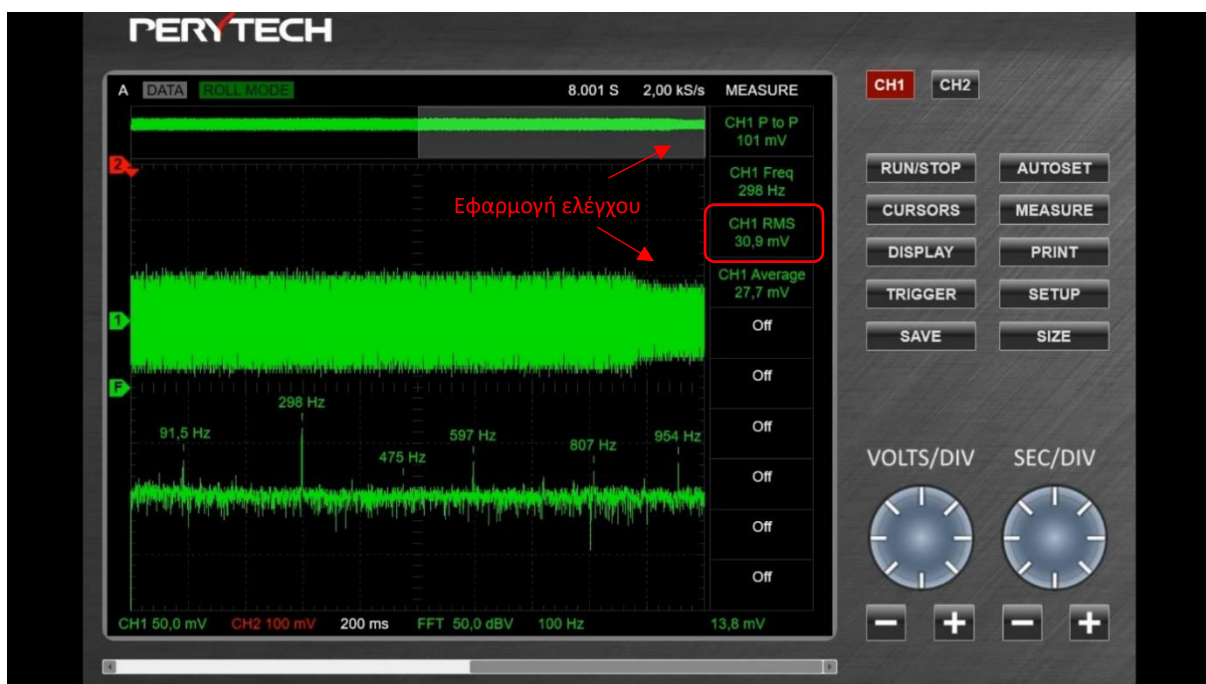 PERYTECH
A DATA ROLL MODE 8.001 S 2,00 kS/s MEASURE
CH1 P to P
101 mV
2
CH1 Freq
298 Hz
Εφαρμογή ελέγχου
CH1 RMS
30,9 mV
CH1 Average
27,7 mV
1
Off
Off
F
298 Hz
91,5 Hz
475 Hz
597 Hz
807 Hz
954 Hz
Off
Off
Off
Off
CH1 50,0 mV CH2 100 mV 200 ms FFT 50,0 dBV 100 Hz 13,8 mV
CH1 CH2
RUN/STOP AUTOSET
CURSORS MEASURE
DISPLAY PRINT
TRIGGER SETUP
SAVE SIZE
VOLTS/DIV SEC/DIV
− + − +